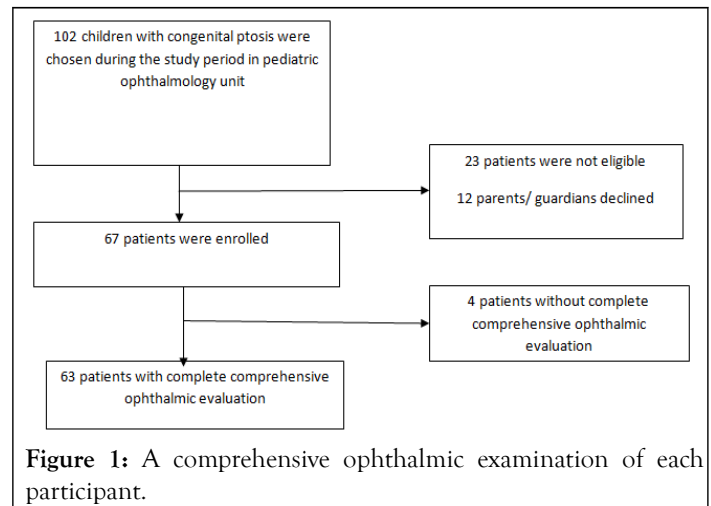 102 children with congenital ptosis were
chosen during the study period in pediatric
ophthalmology unit
23 patients were not eligible
12 parents/ guardians declined
67 patients were enrolled
4 patients without complete
comprehensive ophthalmic
evaluation
63 patients with complete comprehensive
ophthalmic evaluation
Figure 1: A comprehensive ophthalmic examination of each
participant.